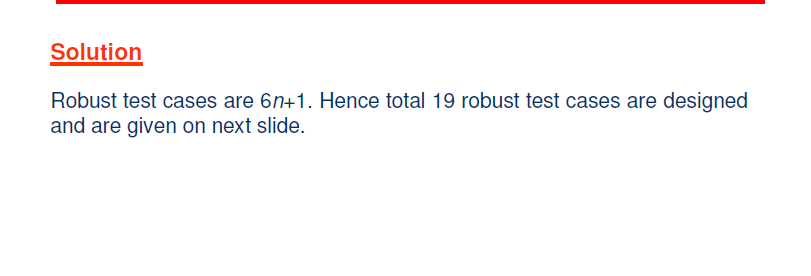 Solution
Robust test cases are 6n+1. Hence total 19 robust test cases are designed
and are given on next slide.